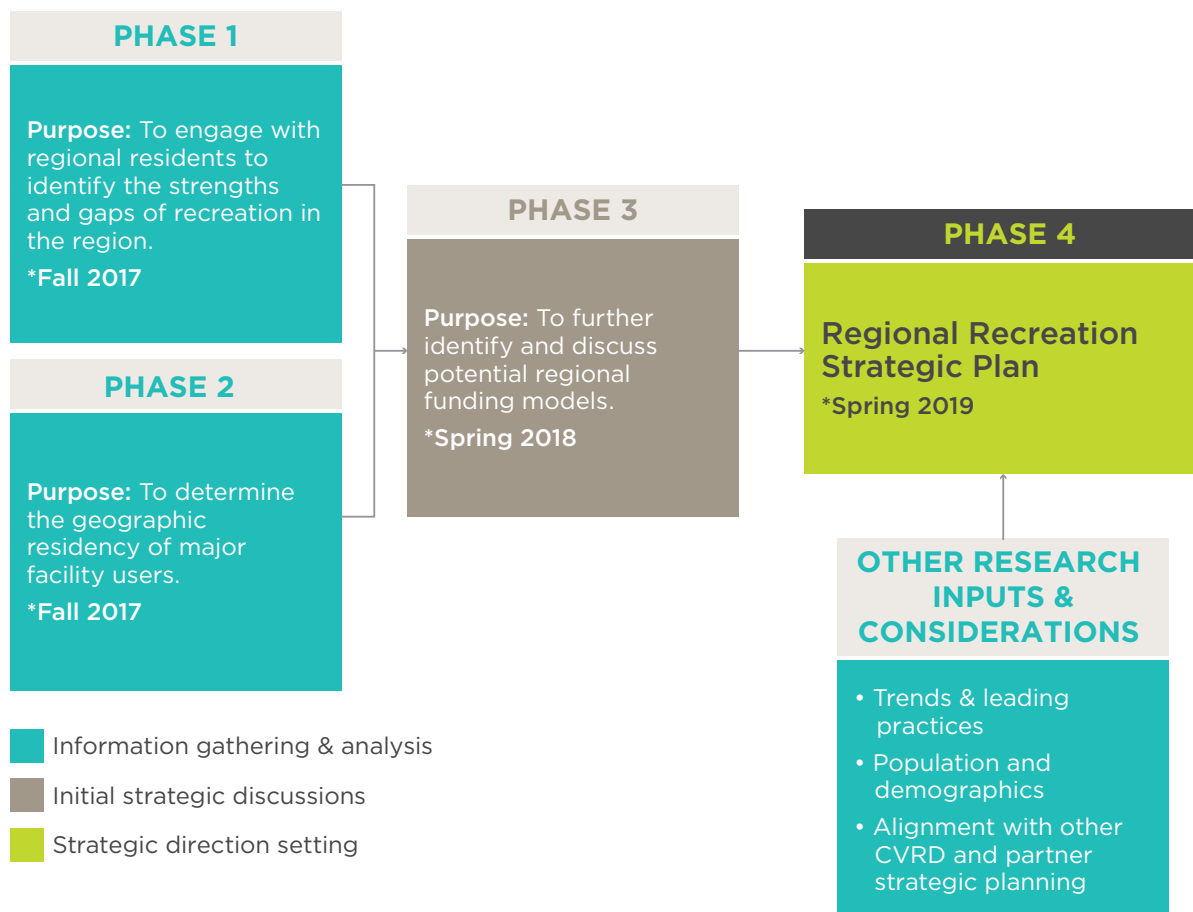 PHASE 1
Purpose: To engage with
regional residents to
identify the strengths
and gaps of recreation in
the region.
*Fall 2017
PHASE 2
Purpose: To determine
the geographic
residency of major
facility users.
*Fall 2017
PHASE 3
Purpose: To further
identify and discuss
potential regional
funding models.
*Spring 2018
PHASE 4
Regional Recreation
Strategic Plan
*Spring 2019
OTHER RESEARCH
INPUTS &
CONSIDERATIONS
• Trends & leading
practices
• Population and
demographics
• Alignment with other
CVRD and partner
strategic planning
Information gathering & analysis
Initial strategic discussions
Strategic direction setting